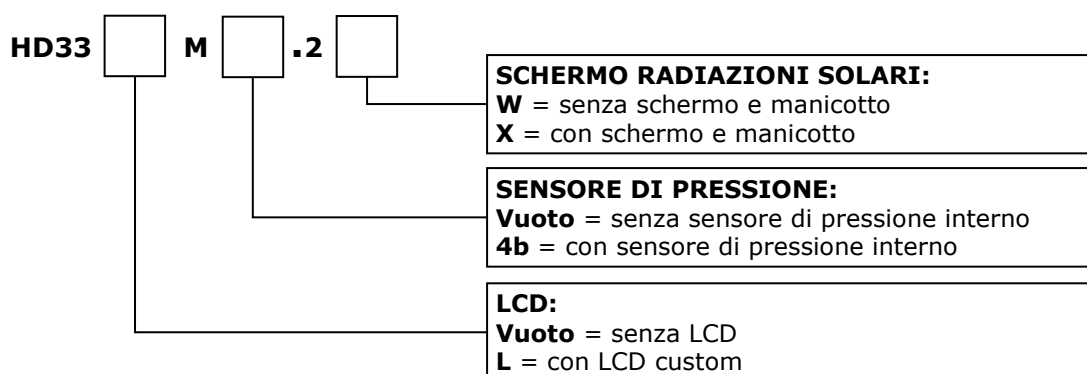 HD33 M .2
SCHERMO RADIAZIONI SOLARI:
W = senza schermo e manicotto
X = con schermo e manicotto
SENSORE DI PRESSIONE:
Vuoto = senza sensore di pressione interno
4b = con sensore di pressione interno
LCD:
Vuoto = senza LCD
L = con LCD custom